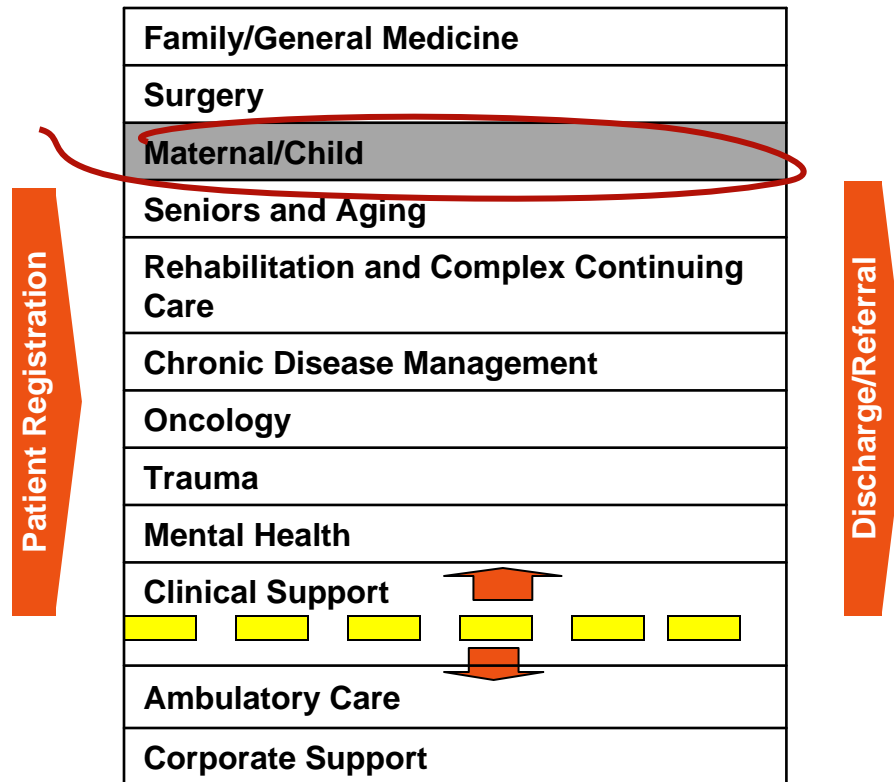 Family/General Medicine
Surgery
Maternal/Child
Seniors and Aging
Rehabilitation and Complex Continuing
Care
Chronic Disease Management
Oncology
Trauma
Mental Health
Clinical Support
Ambulatory Care
Corporate Support
Patient Registration
Discharge/Referral